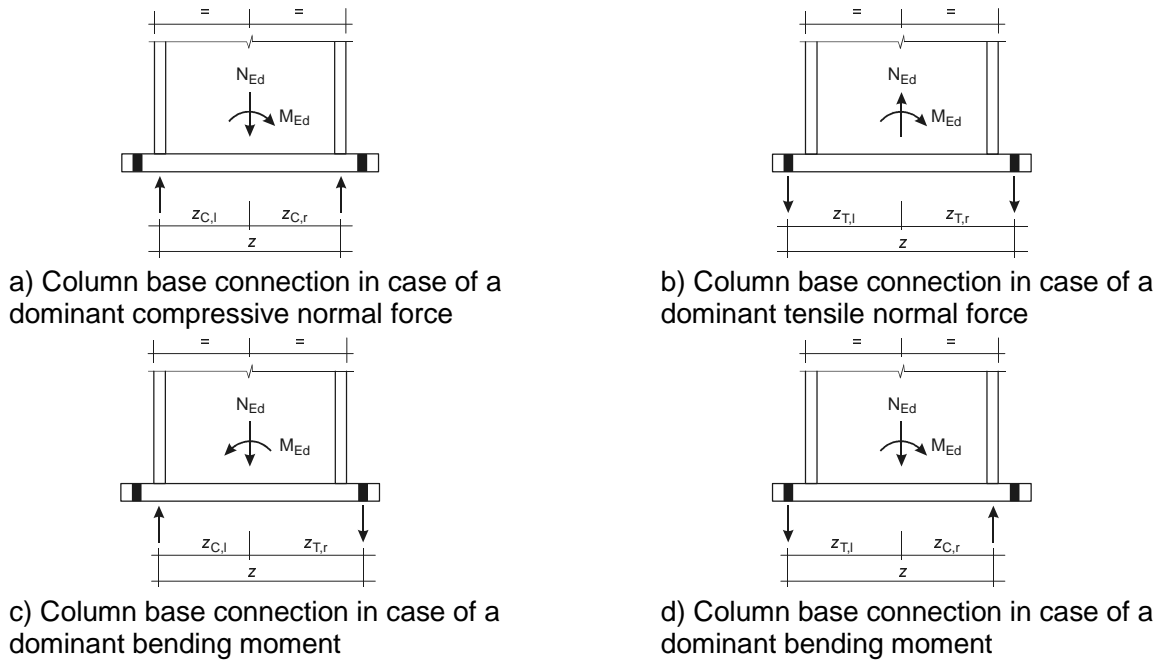 = =
N_Ed
M_Ed
z_C,l z_C,r
z
a) Column base connection in case of a
dominant compressive normal force
= =
N_Ed
M_Ed
z_T,l z_T,r
z
b) Column base connection in case of a
dominant tensile normal force
= =
N_Ed
M_Ed
z_C,l z_T,r
z
c) Column base connection in case of a
dominant bending moment
= =
N_Ed
M_Ed
z_T,l z_C,r
z
d) Column base connection in case of a
dominant bending moment